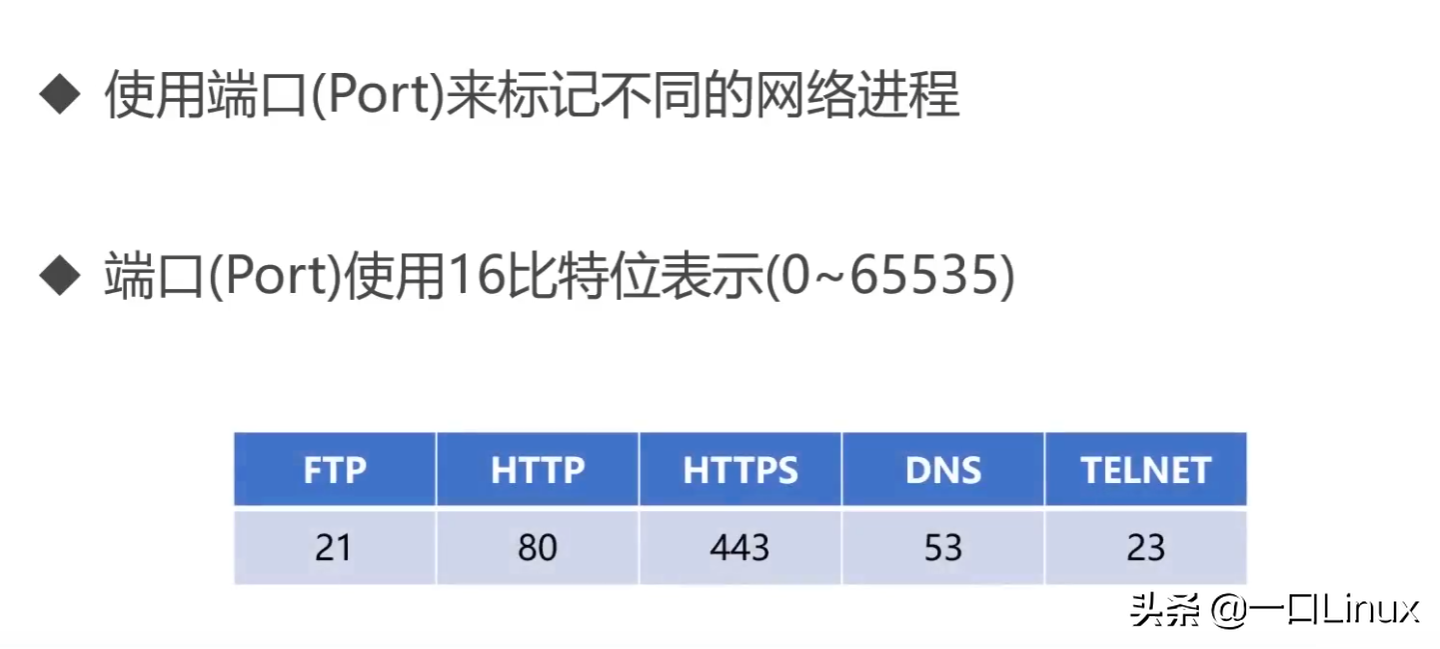 ◆ 使用端口(Port)来标记不同的网络进程
◆ 端口(Port)使用16比特位表示(0~65535)
FTP HTTP HTTPS DNS TELNET
21 80 443 53 23
头条 @一口Linux